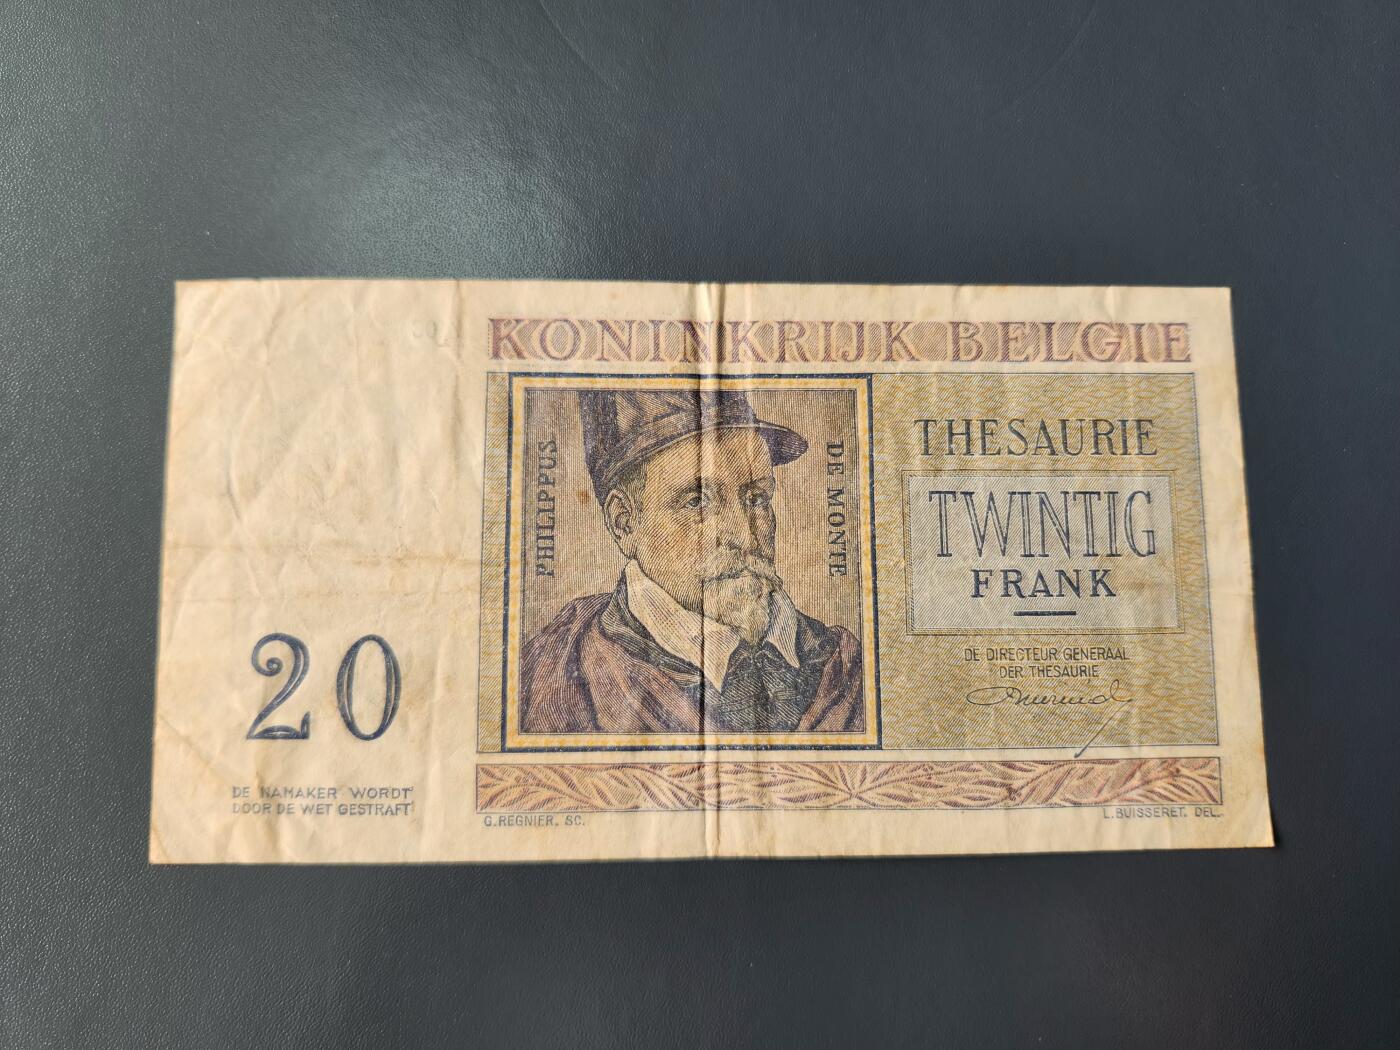 KONINKRIJK BELGIE
PHILIPPUS
DE MONTE
THESAURIE
TWINTIG
FRANK
DE DIRECTEUR GENERAAL
DER THESAURIE
20
DE NAMAKER WORDT
DOOR DE WET GESTRAFT
G.REGNIER. SC.
L.BUISSERET. DEL.